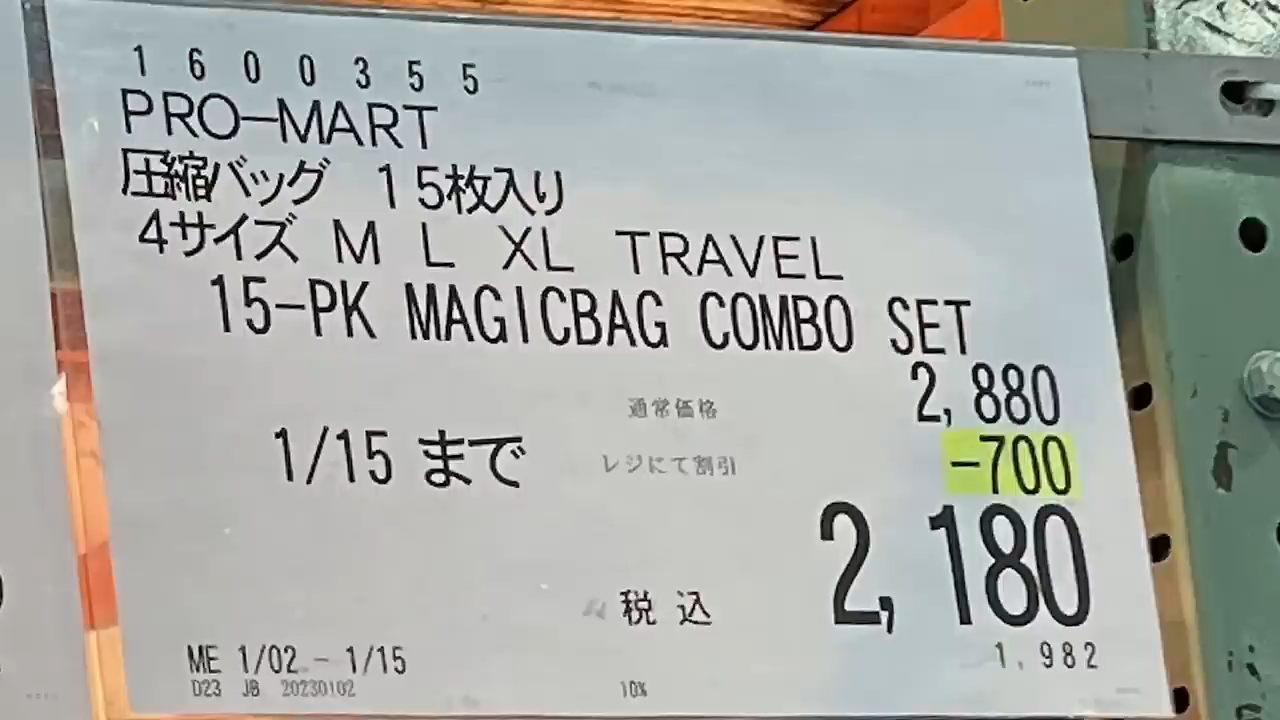 1600355
PRO-MART
圧縮バッグ 15枚入り
4サイズ M L XL TRAVEL
15-PK MAGICBAG COMBO SET
通常価格 2,880
1/15 まで レジにて割引 -700
税込 2,180
1,982
ME 1/02 - 1/15
D23 JB 20230102 10%